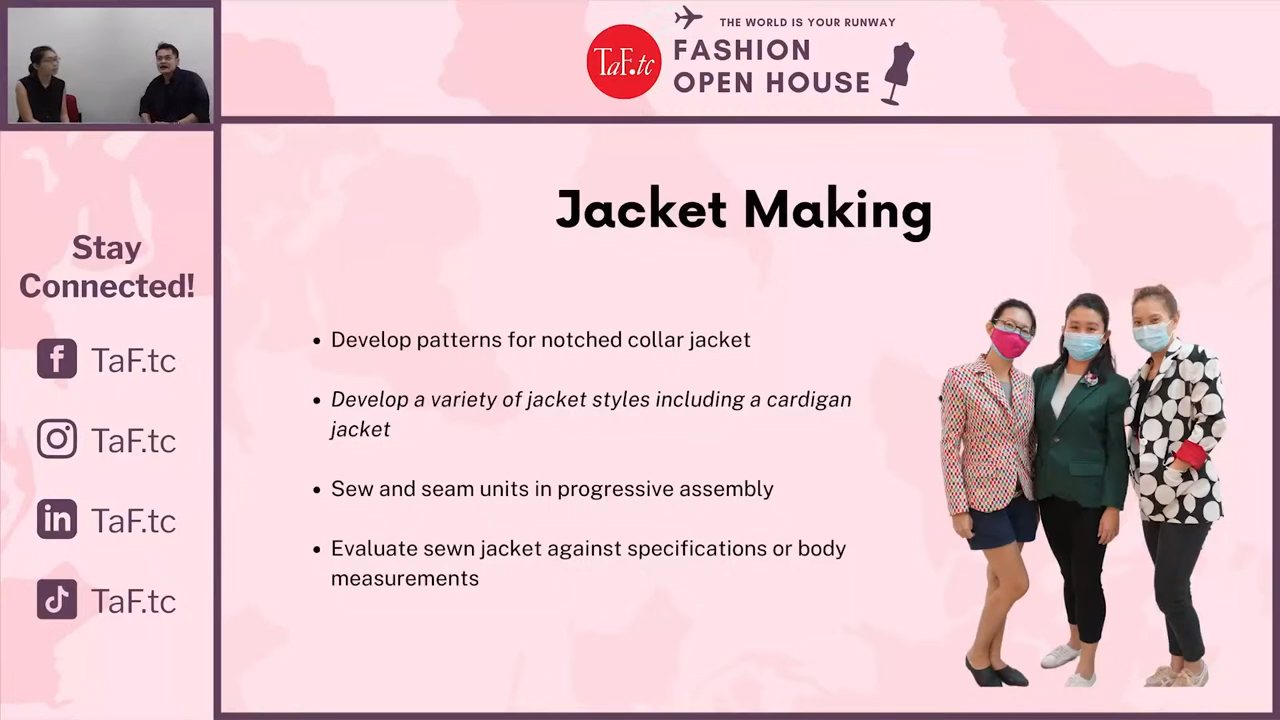 THE WORLD IS YOUR RUNWAY
TaF.tc
FASHION
OPEN HOUSE
Stay
Connected!
TaF.tc
TaF.tc
TaF.tc
TaF.tc
Jacket Making
• Develop patterns for notched collar jacket
• Develop a variety of jacket styles including a cardigan
jacket
• Sew and seam units in progressive assembly
• Evaluate sewn jacket against specifications or body
measurements